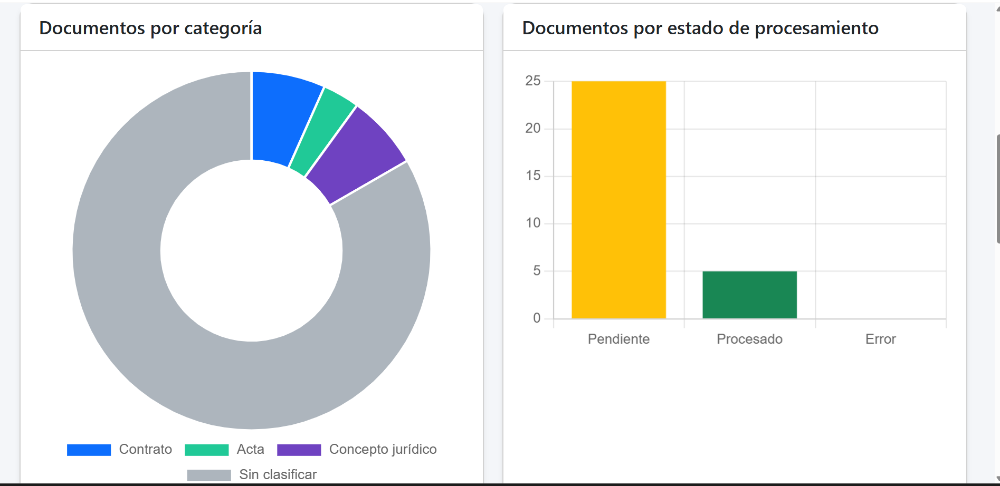 Documentos por categoría
Contrato
Acta
Concepto jurídico
Sin clasificar
Documentos por estado de procesamiento
25
20
15
10
5
0
Pendiente
Procesado
Error